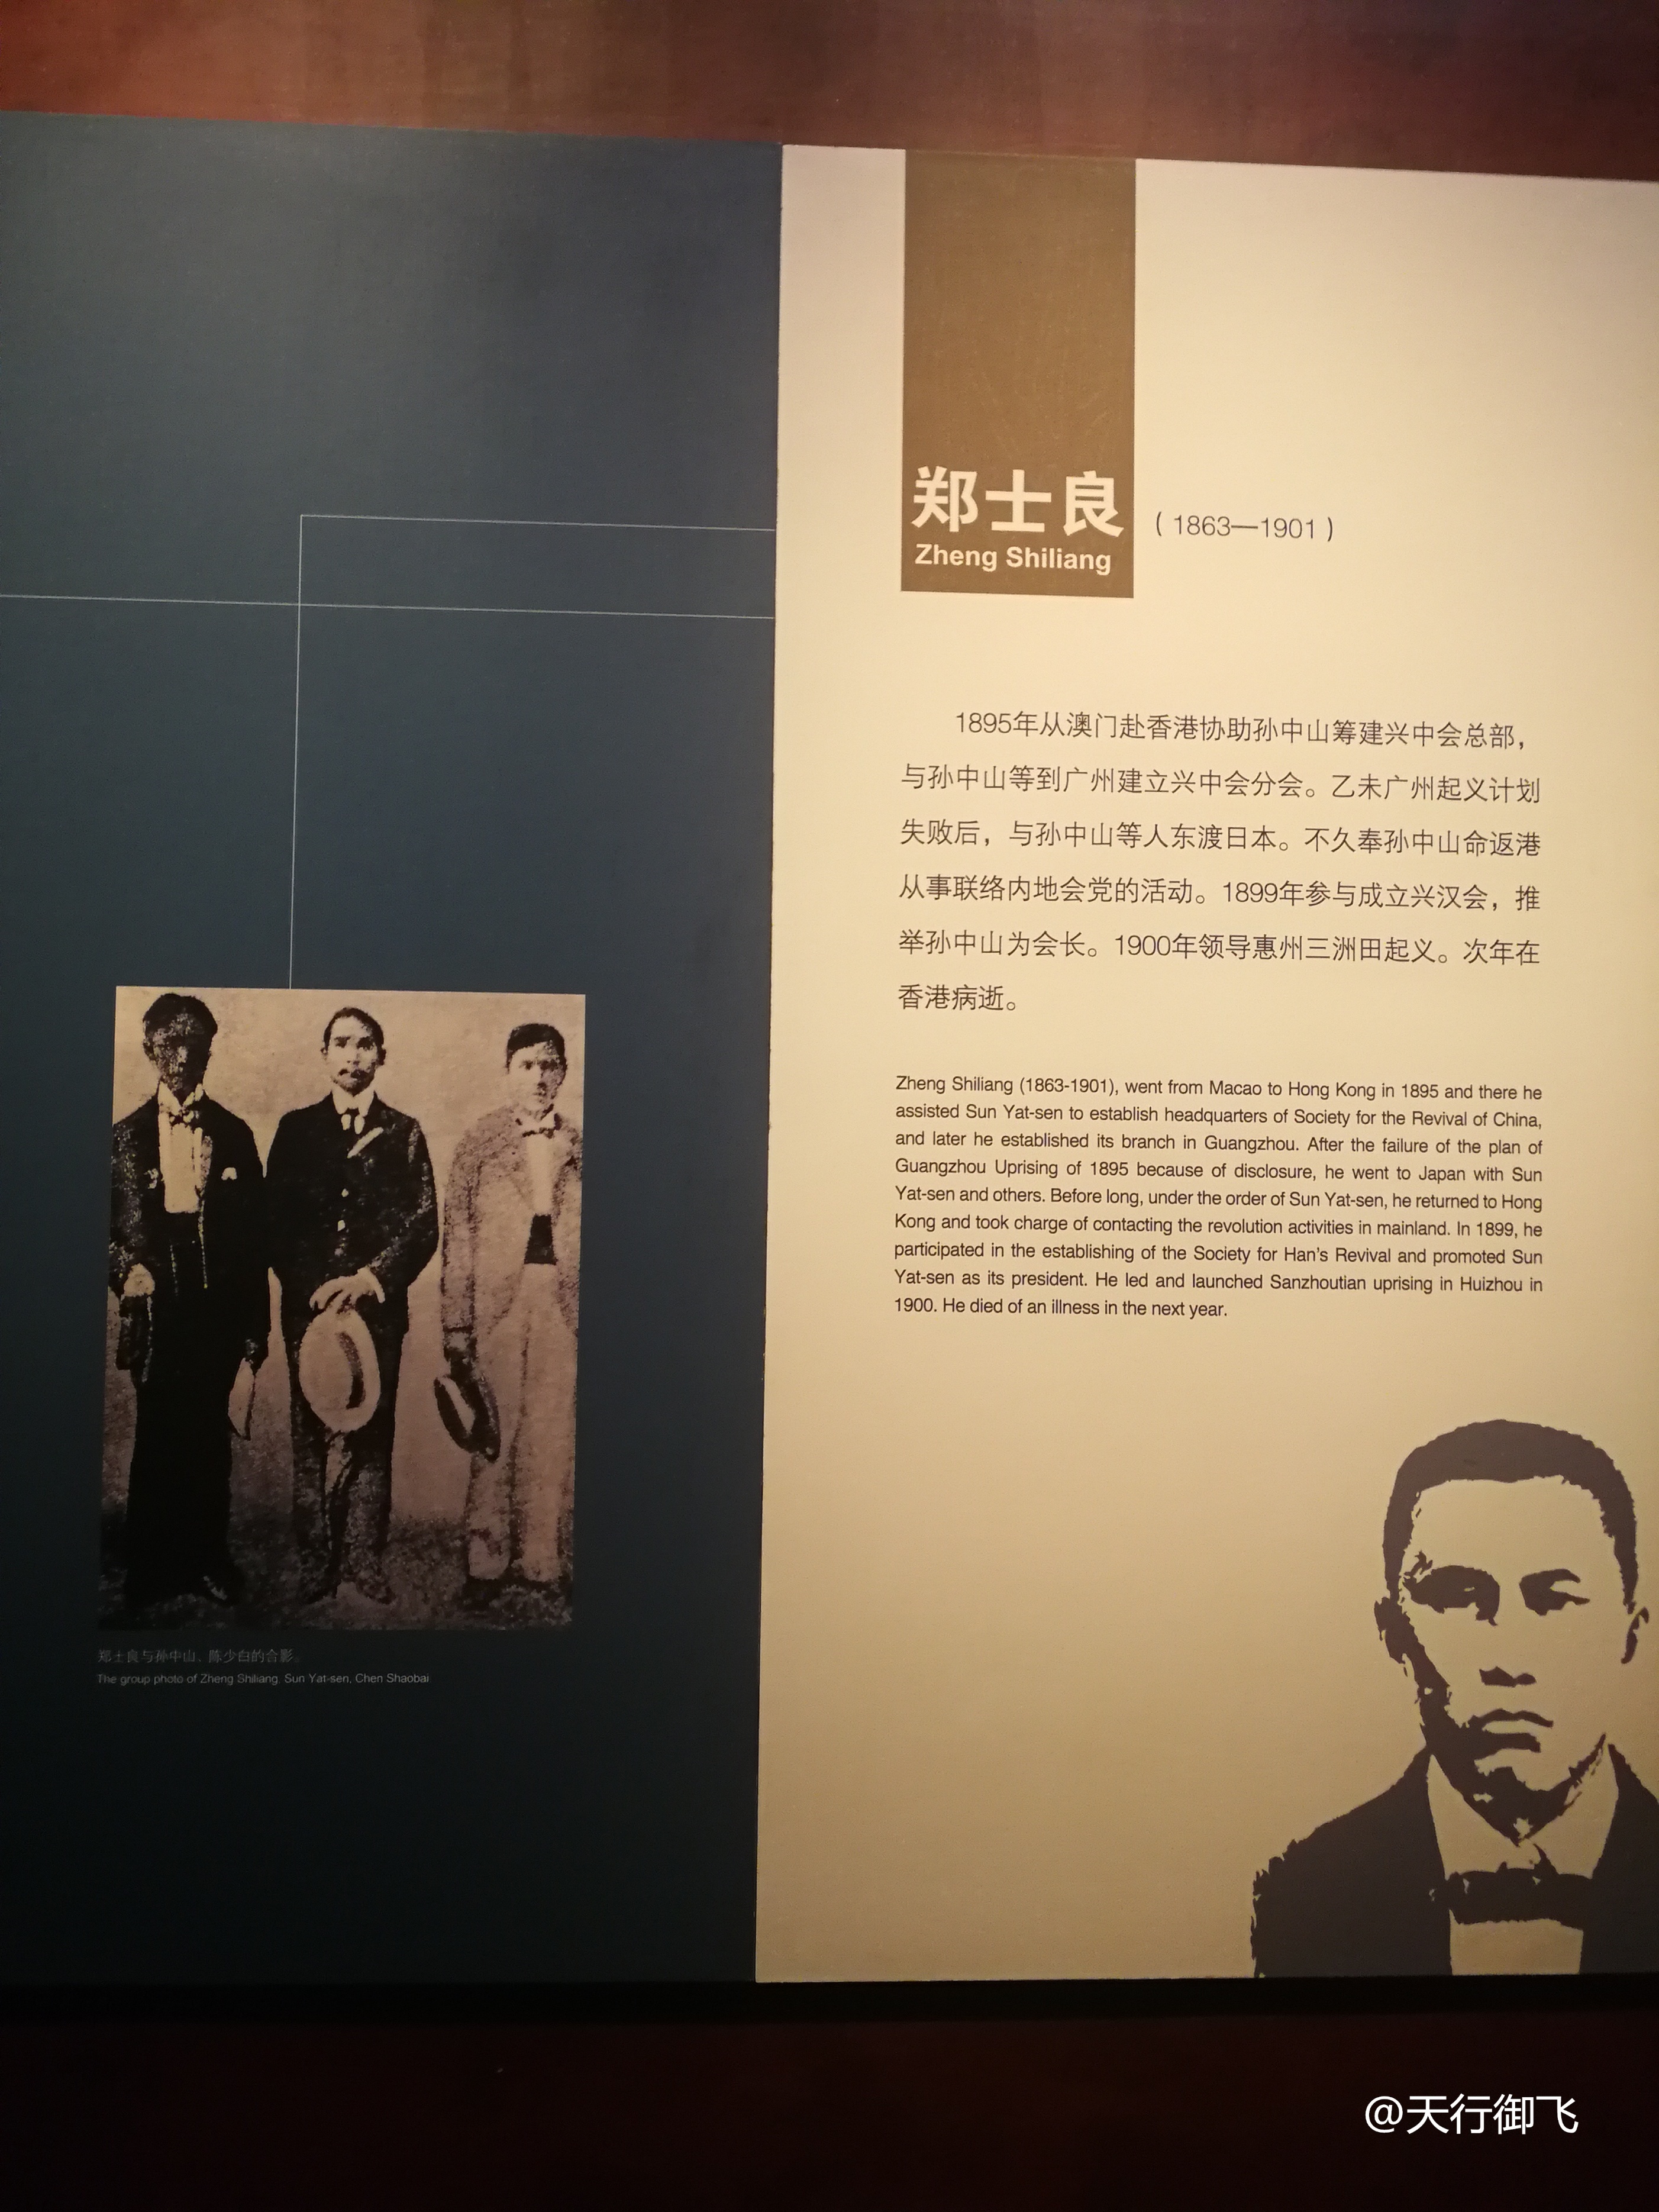 郑士良
Zheng Shiliang
（1863—1901）
1895年从澳门赴香港协助孙中山筹建兴中会总部，
与孙中山等到广州建立兴中会分会。乙未广州起义计划
失败后，与孙中山等人东渡日本。不久奉孙中山命返港
从事联络内地会党的活动。1899年参与成立兴汉会，推
举孙中山为会长。1900年领导惠州三洲田起义。次年在
香港病逝。
Zheng Shiliang (1863-1901), went from Macao to Hong Kong in 1895 and there he
assisted Sun Yat-sen to establish headquarters of Society for the Revival of China,
and later he established its branch in Guangzhou. After the failure of the plan of
Guangzhou Uprising of 1895 because of disclosure, he went to Japan with Sun
Yat-sen and others. Before long, under the order of Sun Yat-sen, he returned to Hong
Kong and took charge of contacting the revolution activities in mainland. In 1899, he
participated in the establishing of the Society for Han's Revival and promoted Sun
Yat-sen as its president. He led and launched Sanzhoutian uprising in Huizhou in
1900. He died of an illness in the next year.
郑士良与孙中山、陈少白的合影。
The group photo of Zheng Shiliang, Sun Yat-sen, Chen Shaobai
@天行御飞